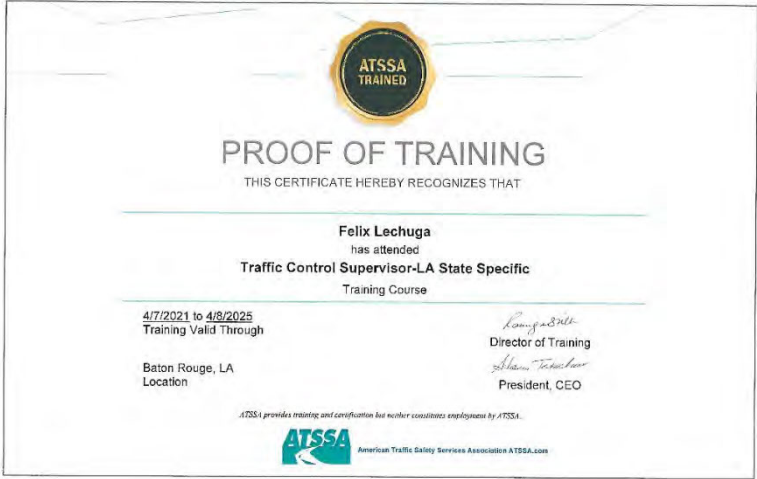 ATSSA
TRAINED
PROOF OF TRAINING
THIS CERTIFICATE HEREBY RECOGNIZES THAT
Felix Lechuga
has attended
Traffic Control Supervisor-LA State Specific
Training Course
4/7/2021 to 4/8/2025
Training Valid Through
Director of Training
Baton Rouge, LA
Location
President, CEO
ATSSA provides training and certification but neither constitutes employment by ATSSA.
ATSSA
American Traffic Safety Services Association ATSSA.com